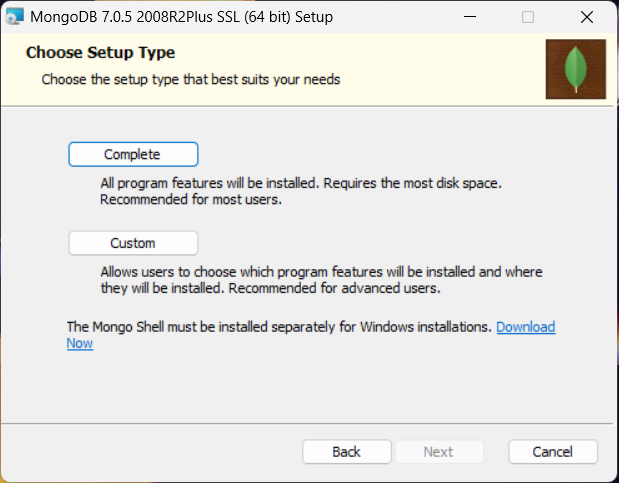 MongoDB 7.0.5 2008R2Plus SSL (64 bit) Setup
Choose Setup Type
Choose the setup type that best suits your needs
Complete
All program features will be installed. Requires the most disk space.
Recommended for most users.
Custom
Allows users to choose which program features will be installed and where
they will be installed. Recommended for advanced users.
The Mongo Shell must be installed separately for Windows installations. Download
Now
Back Next Cancel